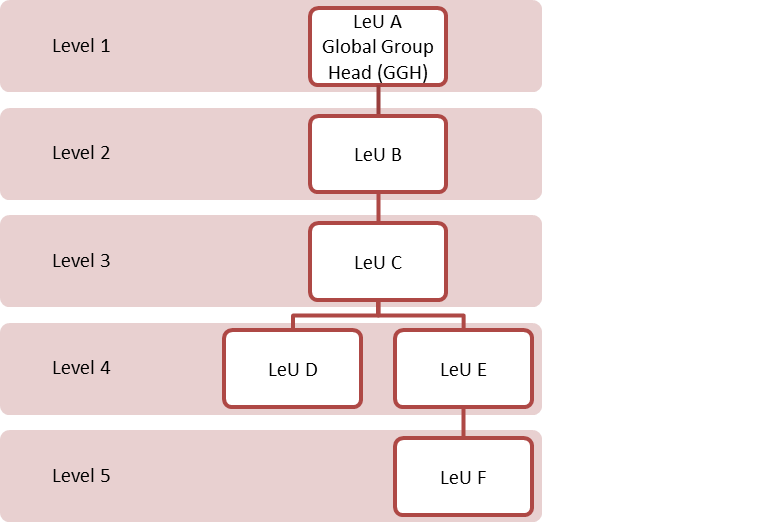 Level 1
LeU A
Global Group
Head (GGH)
Level 2
LeU B
Level 3
LeU C
Level 4
LeU D
LeU E
Level 5
LeU F